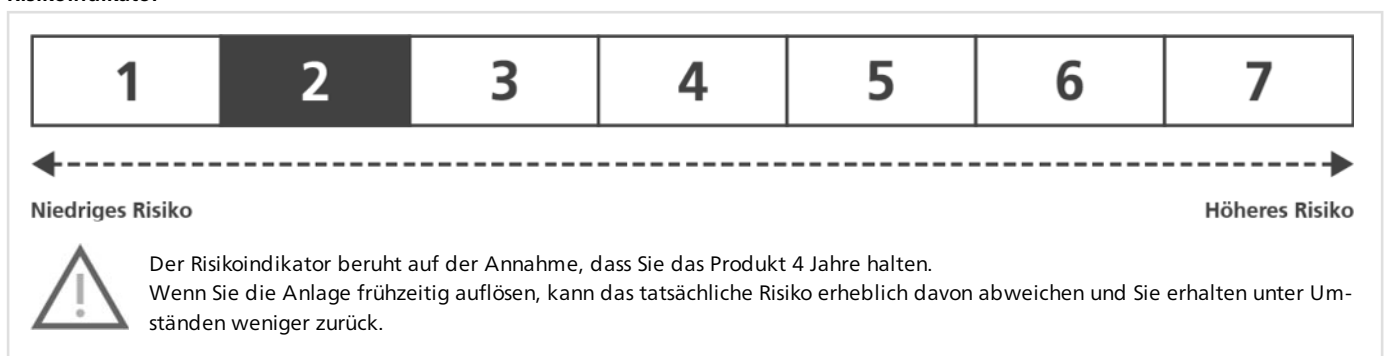 1 2 3 4 5 6 7
Niedriges Risiko Höheres Risiko
Der Risikoindikator beruht auf der Annahme, dass Sie das Produkt 4 Jahre halten.
Wenn Sie die Anlage frühzeitig auflösen, kann das tatsächliche Risiko erheblich davon abweichen und Sie erhalten unter Um-
ständen weniger zurück.